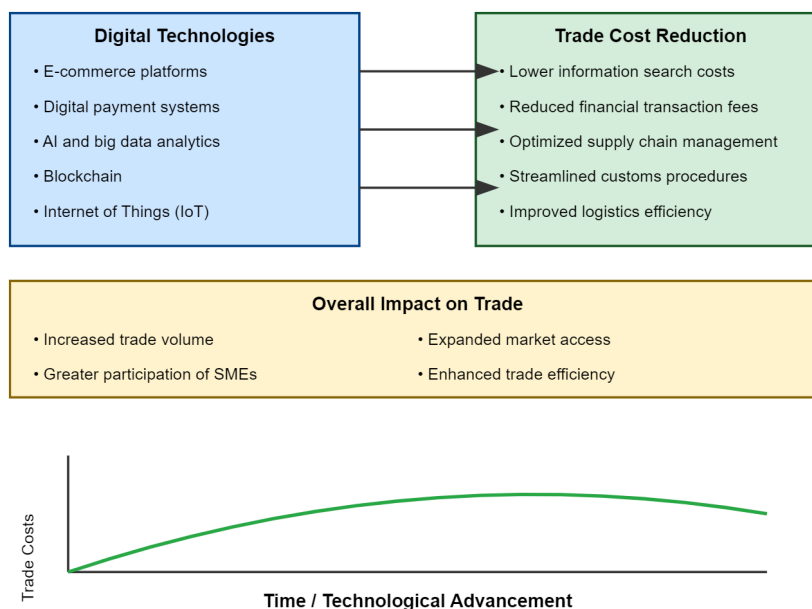 Digital Technologies
• E-commerce platforms
• Digital payment systems
• AI and big data analytics
• Blockchain
• Internet of Things (IoT)
Trade Cost Reduction
• Lower information search costs
• Reduced financial transaction fees
• Optimized supply chain management
• Streamlined customs procedures
• Improved logistics efficiency
Overall Impact on Trade
• Increased trade volume
• Greater participation of SMEs
• Expanded market access
• Enhanced trade efficiency
Trade Costs
Time / Technological Advancement